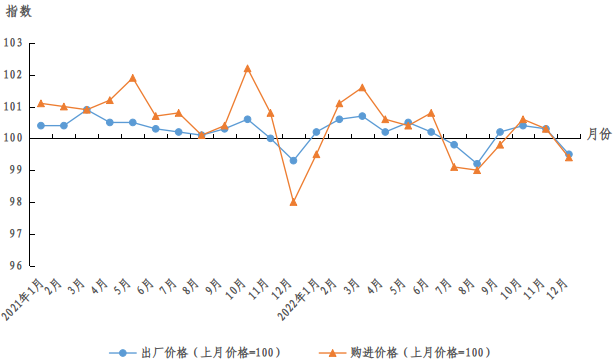 指数
103
102
101
100
99
98
97
96
月份
2021年1月
2月
3月
4月
5月
6月
7月
8月
9月
10月
11月
12月
2022年1月
2月
3月
4月
5月
6月
7月
8月
9月
10月
11月
12月
出厂价格（上月价格=100） 购进价格（上月价格=100）